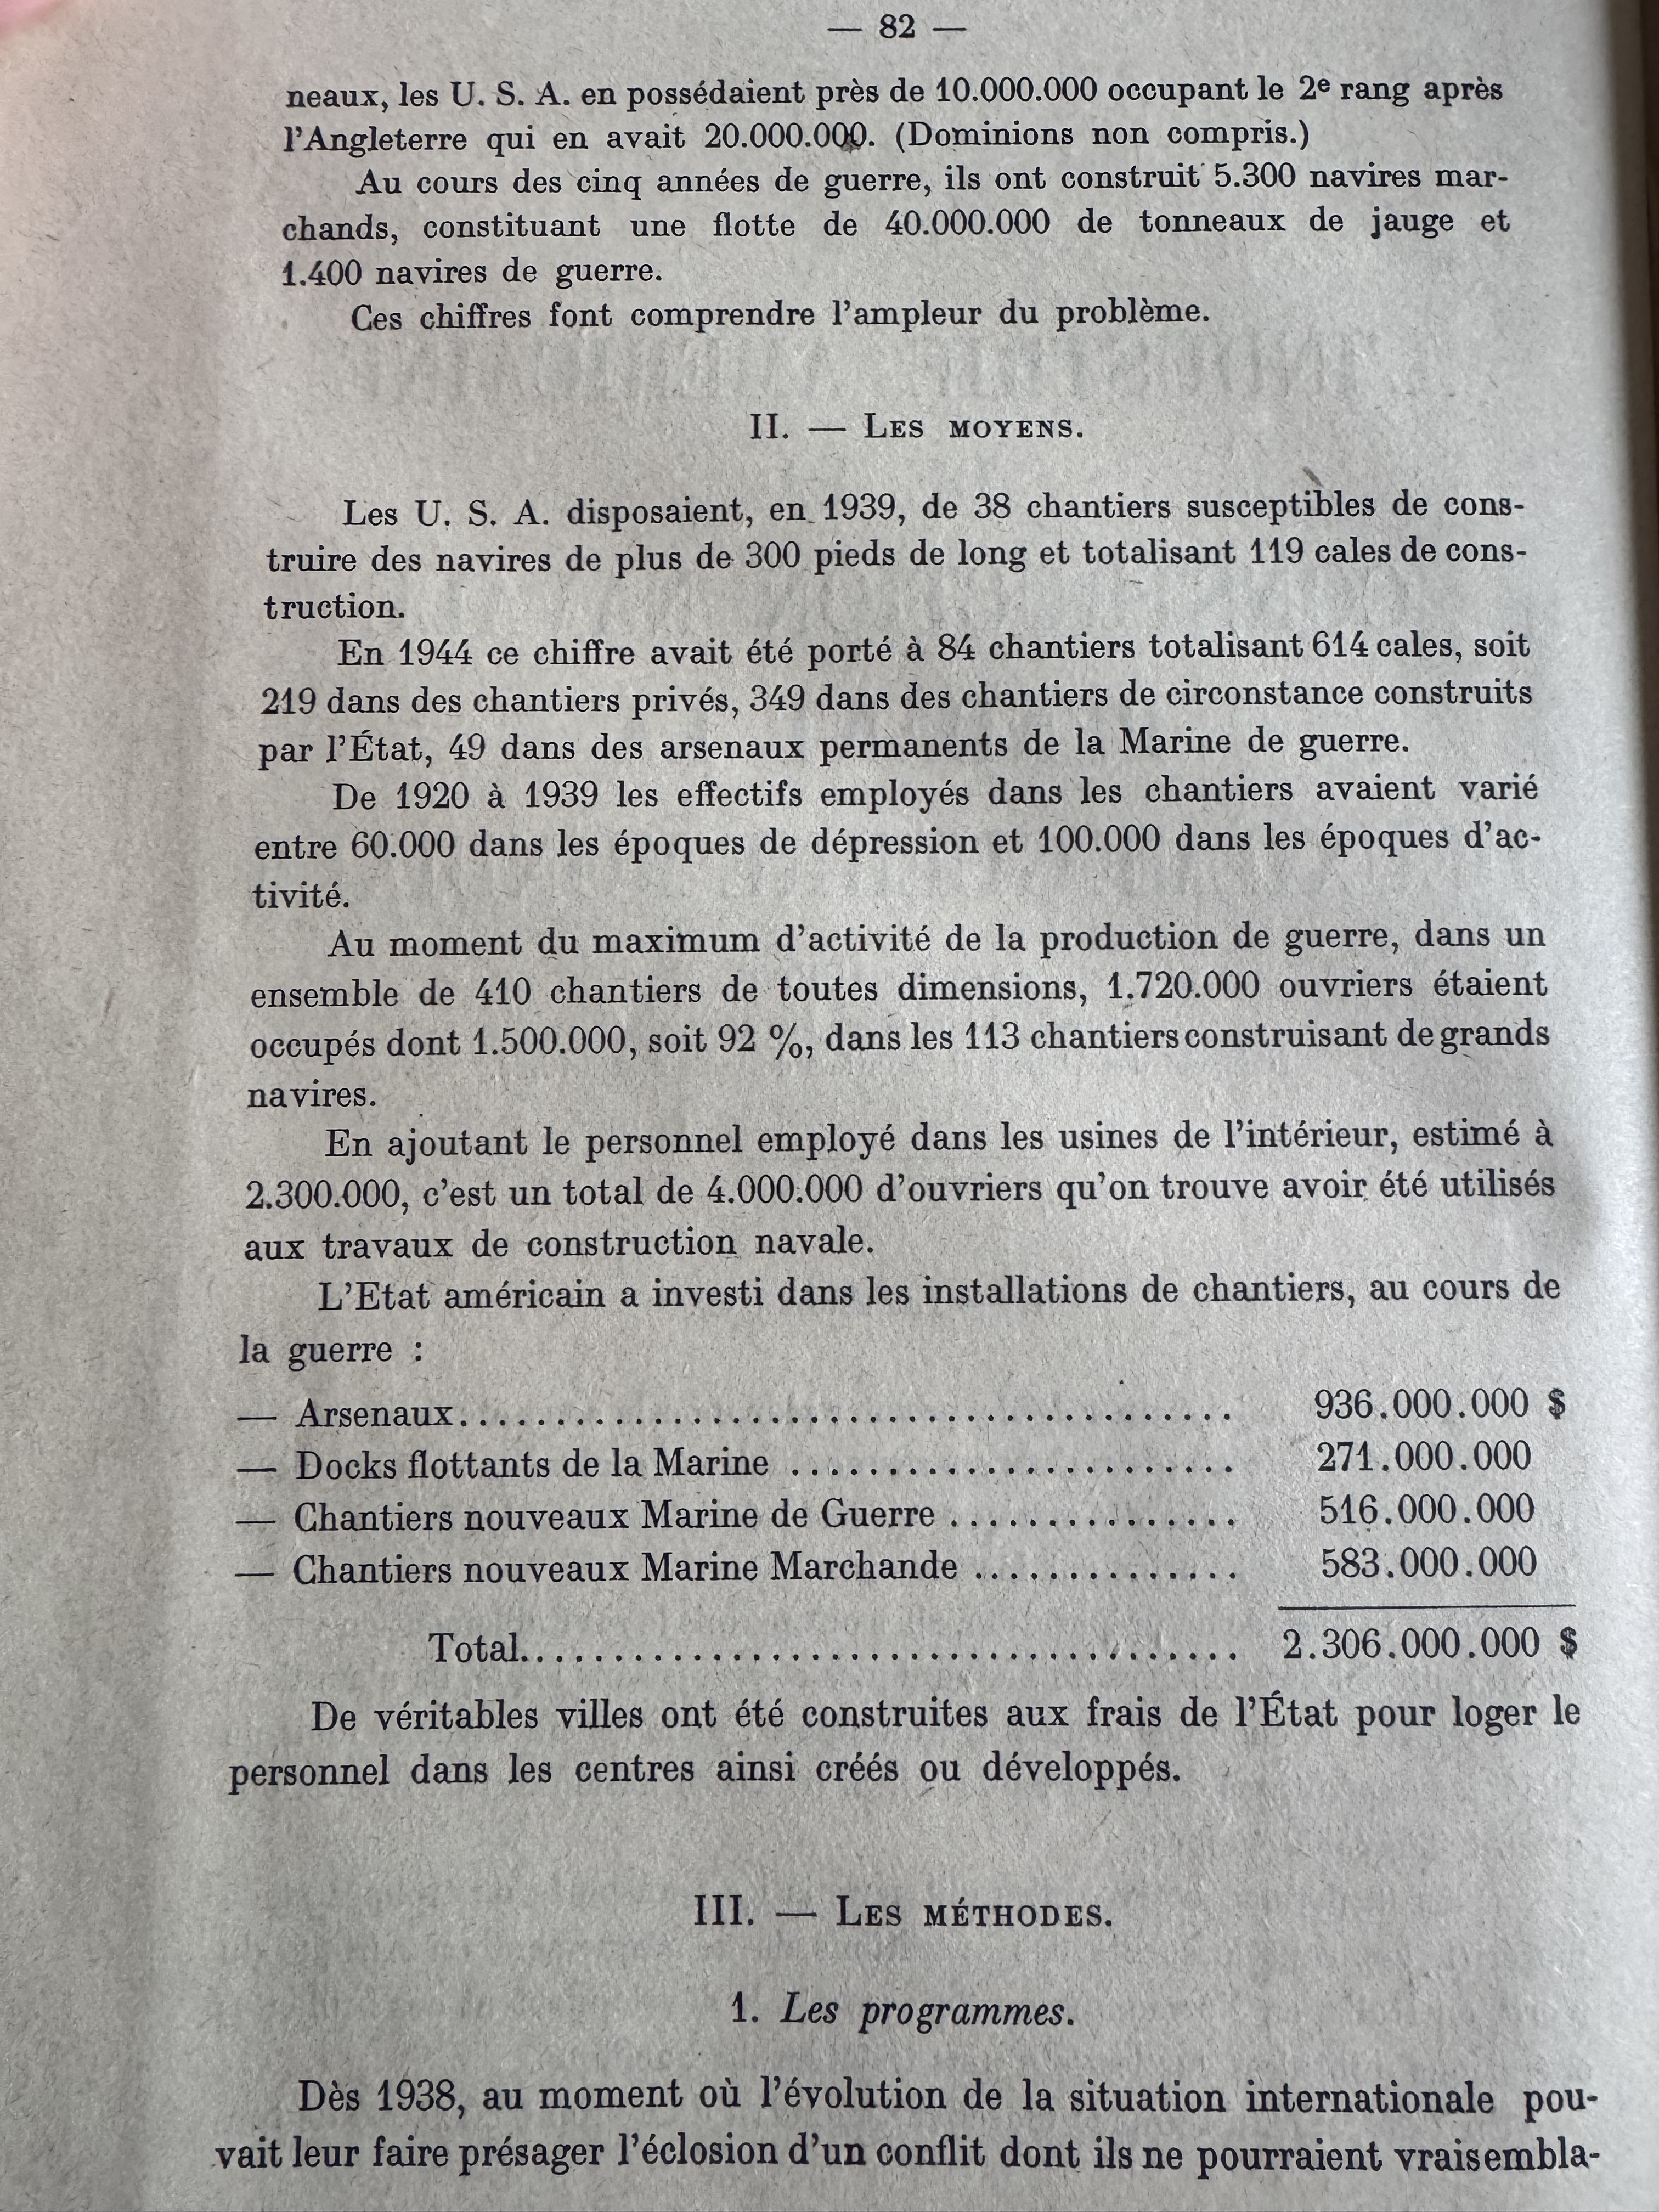 — 82 —
neaux, les U. S. A. en possédaient près de 10.000.000 occupant le 2e rang après
l'Angleterre qui en avait 20.000.000. (Dominions non compris.)
Au cours des cinq années de guerre, ils ont construit 5.300 navires mar-
chands, constituant une flotte de 40.000.000 de tonneaux de jauge et
1.400 navires de guerre.
Ces chiffres font comprendre l'ampleur du problème.
II. — Les moyens.
Les U. S. A. disposaient, en 1939, de 38 chantiers susceptibles de cons-
truire des navires de plus de 300 pieds de long et totalisant 119 cales de cons-
truction.
En 1944 ce chiffre avait été porté à 84 chantiers totalisant 614 cales, soit
219 dans des chantiers privés, 349 dans des chantiers de circonstance construits
par l'État, 49 dans des arsenaux permanents de la Marine de guerre.
De 1920 à 1939 les effectifs employés dans les chantiers avaient varié
entre 60.000 dans les époques de dépression et 100.000 dans les époques d'ac-
tivité.
Au moment du maximum d'activité de la production de guerre, dans un
ensemble de 410 chantiers de toutes dimensions, 1.720.000 ouvriers étaient
occupés dont 1.500.000, soit 92 %, dans les 113 chantiers construisant de grands
navires.
En ajoutant le personnel employé dans les usines de l'intérieur, estimé à
2.300.000, c'est un total de 4.000.000 d'ouvriers qu'on trouve avoir été utilisés
aux travaux de construction navale.
L'Etat américain a investi dans les installations de chantiers, au cours de
la guerre :
— Arsenaux........................................ 936.000.000 $
— Docks flottants de la Marine ....................... 271.000.000
— Chantiers nouveaux Marine de Guerre ............... 516.000.000
— Chantiers nouveaux Marine Marchande .............. 583.000.000
Total..................................... 2.306.000.000 $
De véritables villes ont été construites aux frais de l'État pour loger le
personnel dans les centres ainsi créés ou développés.
III. — Les méthodes.
1. Les programmes.
Dès 1938, au moment où l'évolution de la situation internationale pou-
vait leur faire présager l'éclosion d'un conflit dont ils ne pourraient vraisembla-